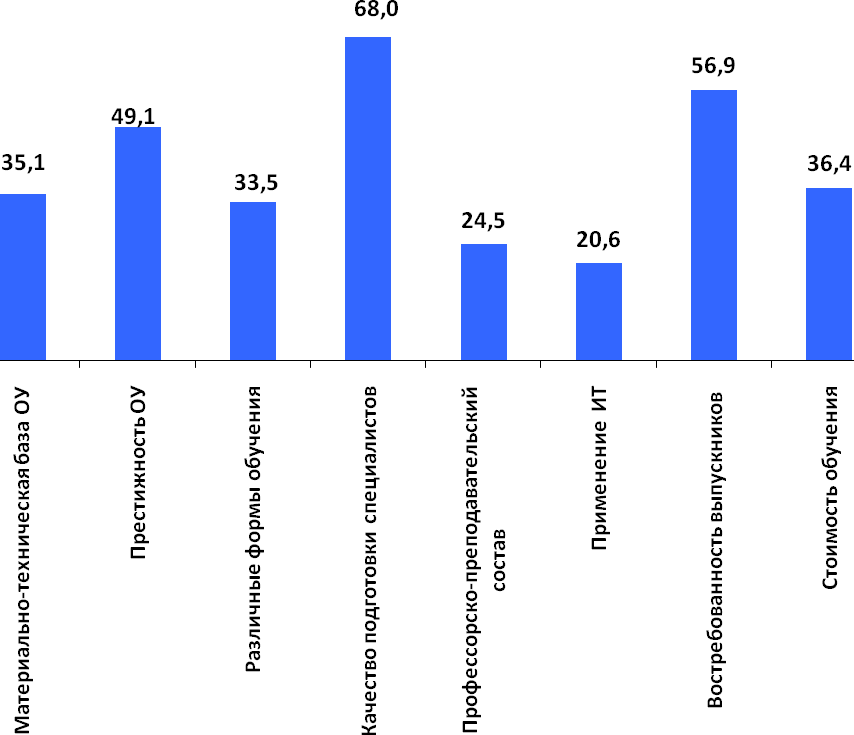 68,0
56,9
49,1
35,1
33,5
36,4
24,5
20,6
Материально-техническая база ОУ
Престижность ОУ
Различные формы обучения
Качество подготовки специалистов
Профессорско-преподавательский
состав
Применение ИТ
Востребованность выпускников
Стоимость обучения